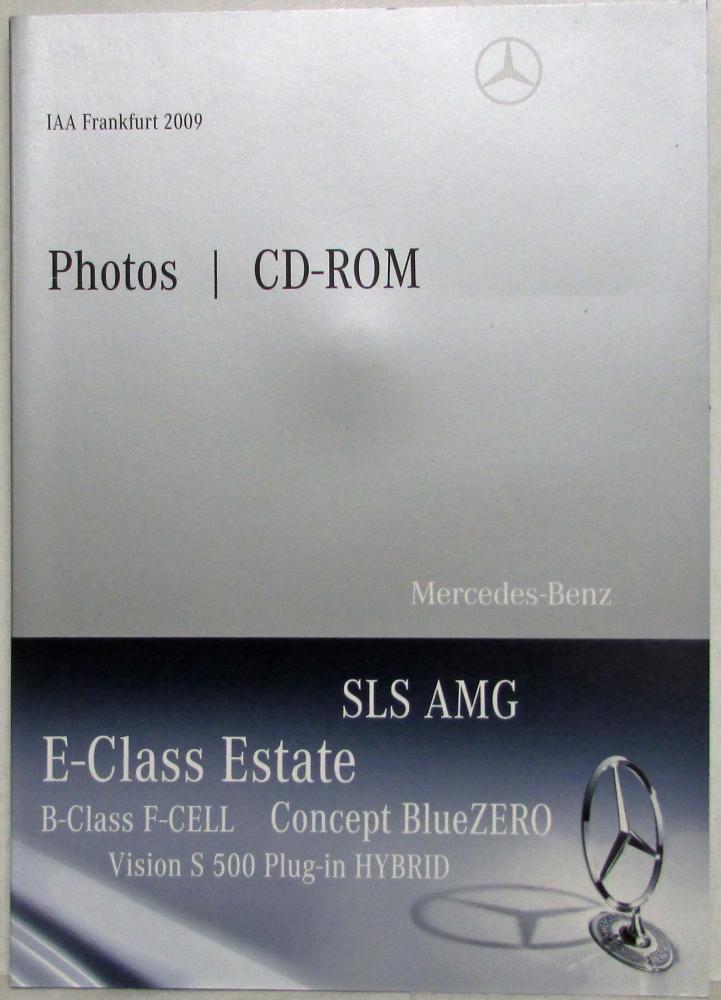 IAA Frankfurt 2009
Photos | CD-ROM
Mercedes-Benz
SLS AMG
E-Class Estate
B-Class F-CELL Concept BlueZERO
Vision S 500 Plug-in HYBRID